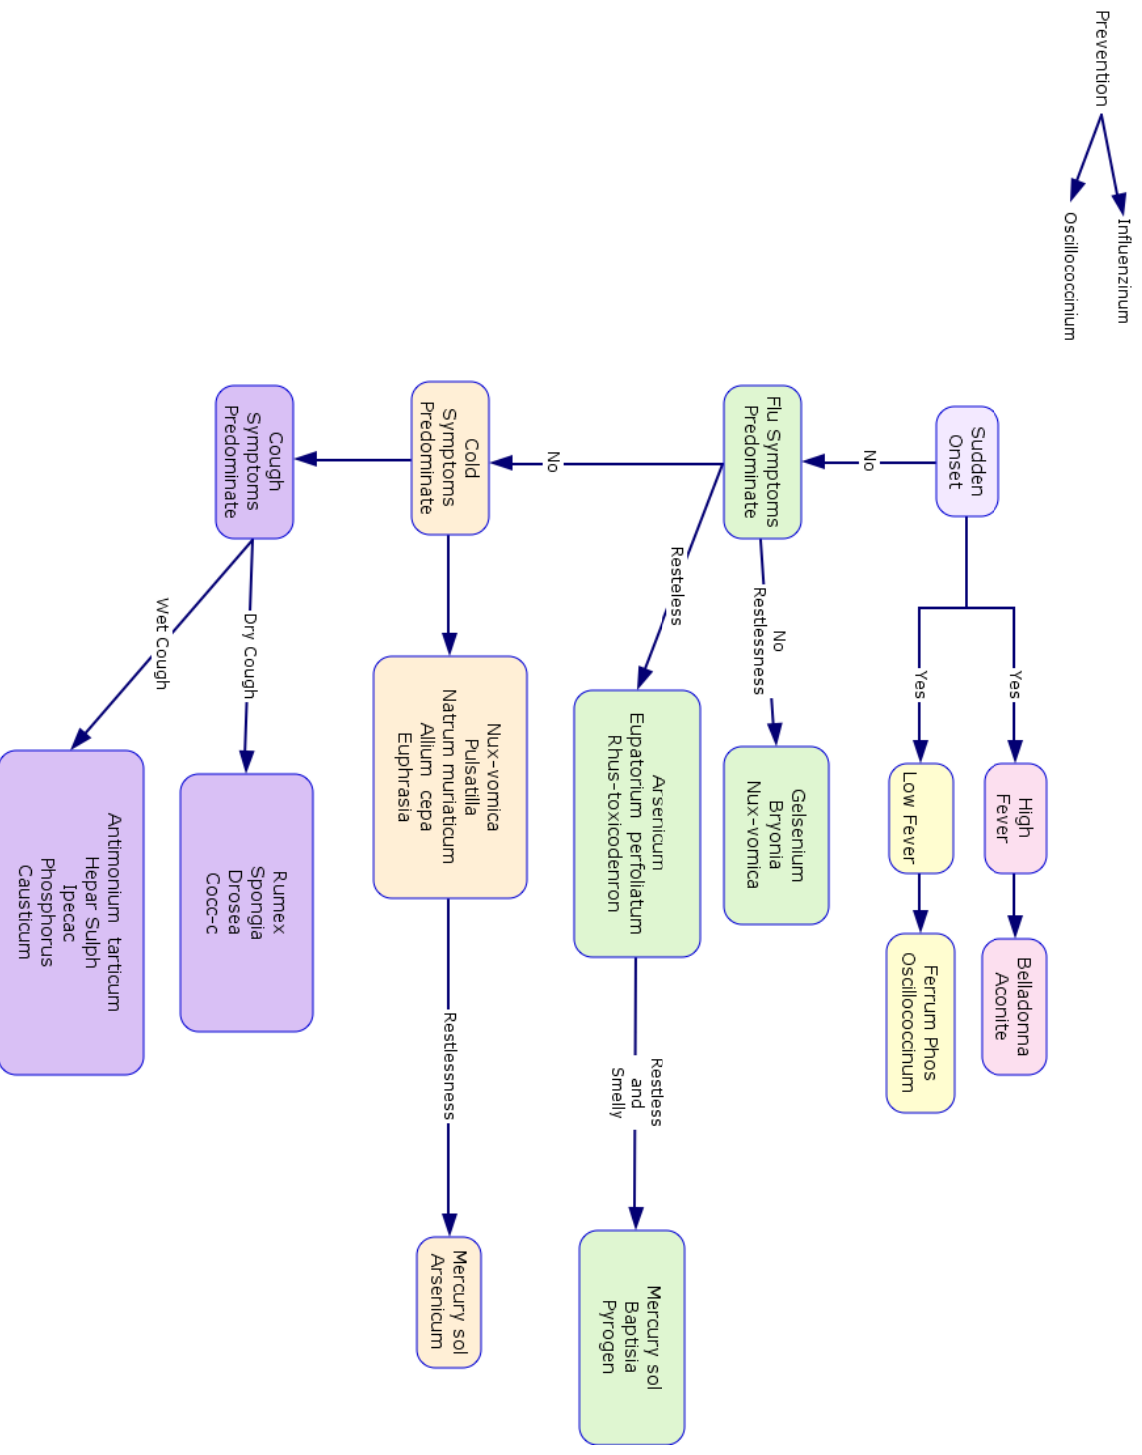 Prevention
Influenzinum
Oscillococcinium
Sudden
Onset
Yes
High
Fever
Belladonna
Aconite
Yes
Low Fever
Ferrum Phos
Oscillococcinum
No
Flu Symptoms
Predominate
No
Restlessness
Gelsenium
Bryonia
Nux-vomica
Resteless
Arsenicum
Eupatorium perfoliatum
Rhus-toxicodenron
Restless
and
Smelly
Mercury sol
Baptisia
Pyrogen
No
Cold
Symptoms
Predominate
Nux-vomica
Pulsatilla
Natrum muriaticum
Allium cepa
Euphrasia
Restlessness
Mercury sol
Arsenicum
Cough
Symptoms
Predominate
Dry Cough
Rumex
Spongia
Drosea
Cocc-c
Wet Cough
Antimonium tarticum
Hepar Sulph
Ipecac
Phosphorus
Causticum